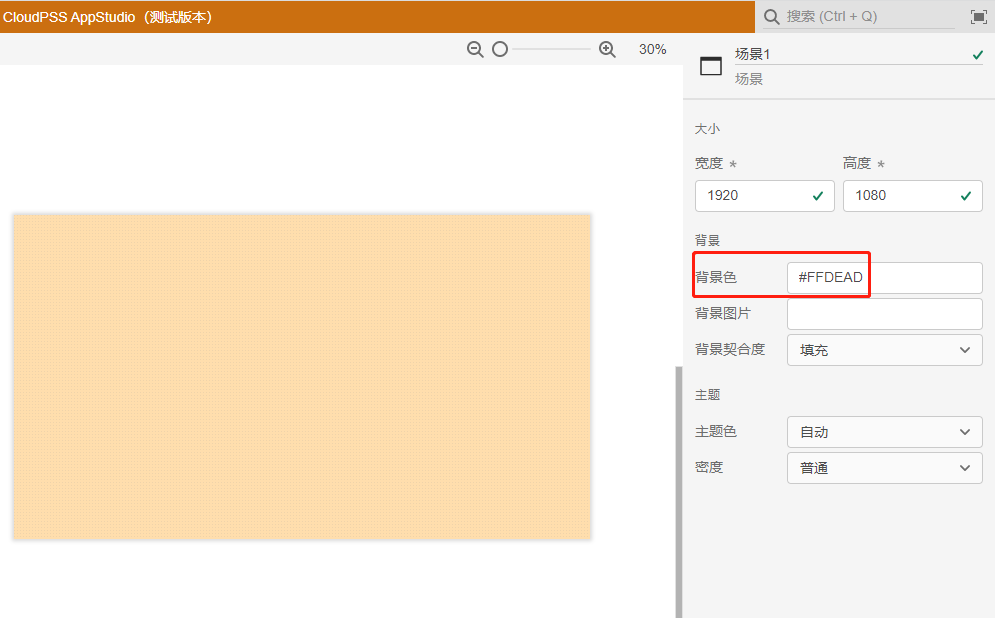 CloudPSS AppStudio（测试版本）
搜索 (Ctrl + Q)
30%
场景1
场景
大小
宽度 *
高度 *
1920
1080
背景
背景色
#FFDEAD
背景图片
背景契合度
填充
主题
主题色
自动
密度
普通